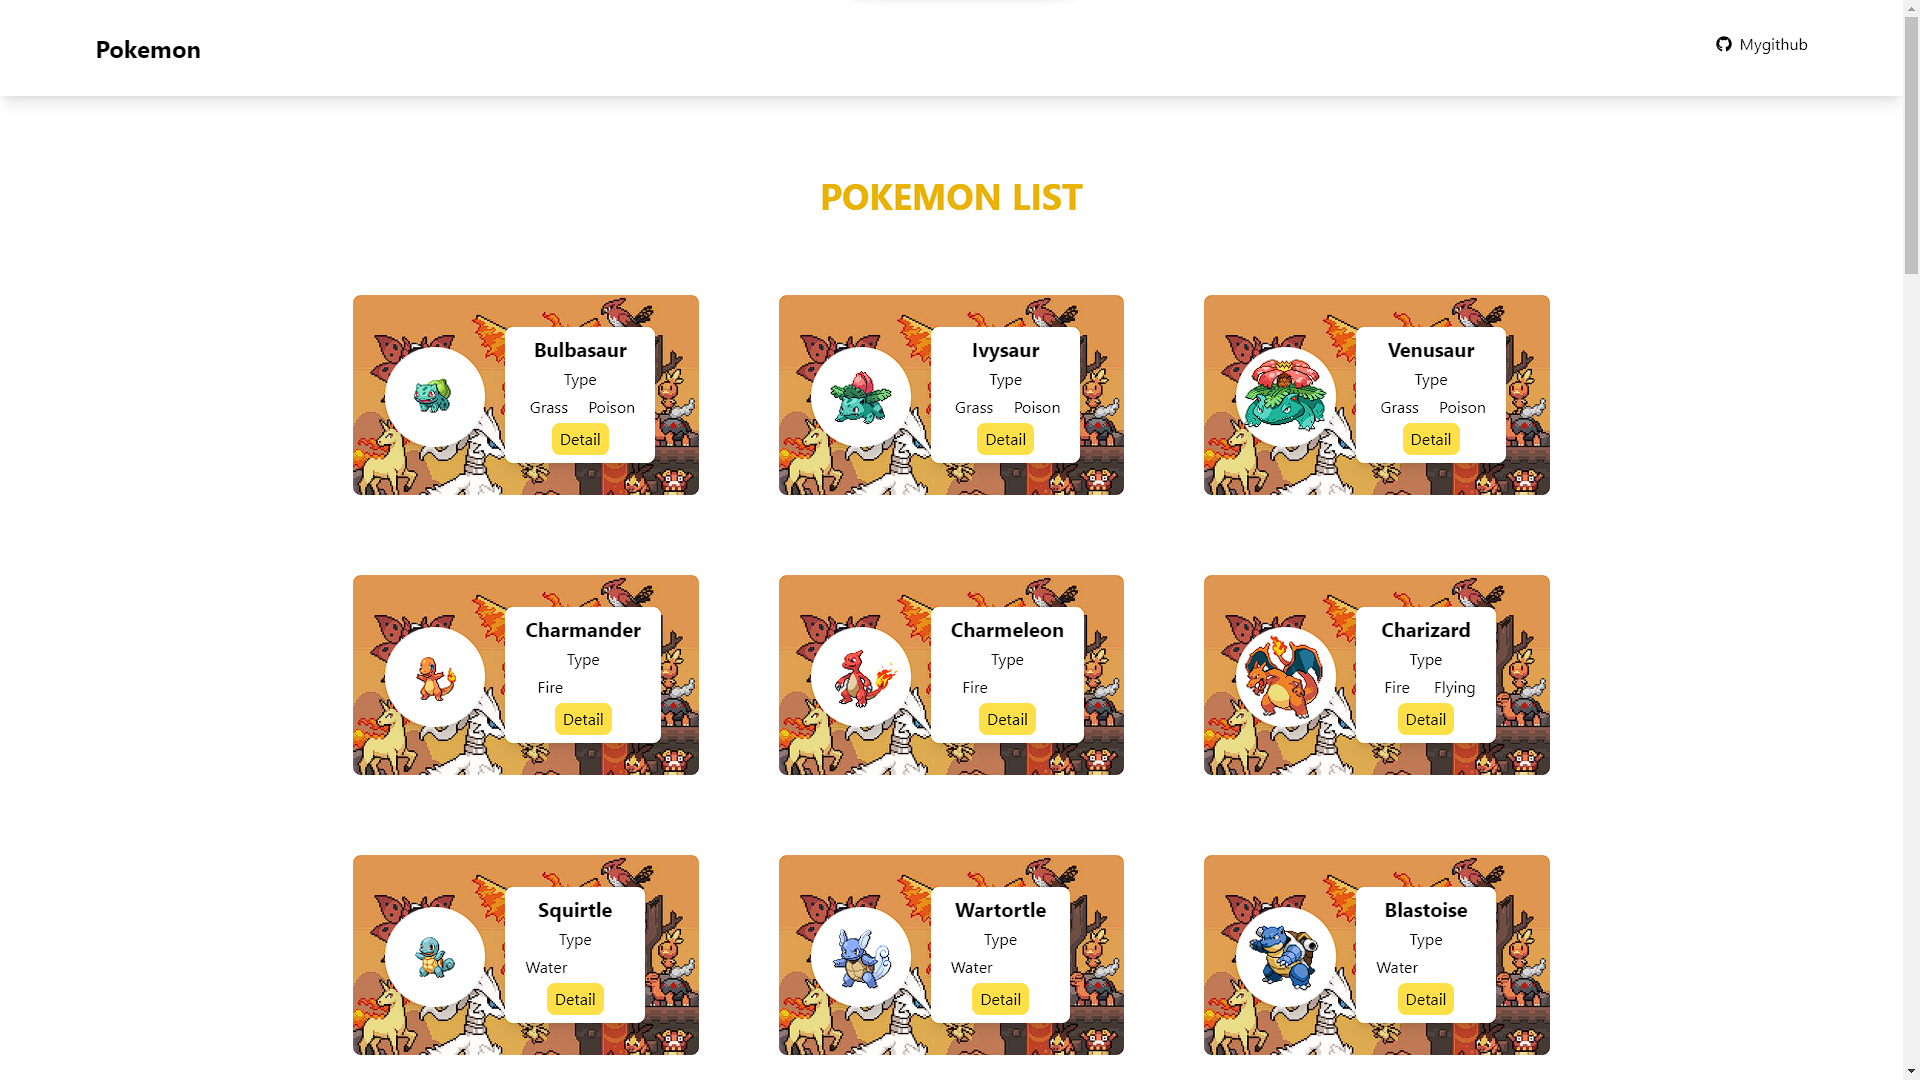 Pokemon
Mygithub
POKEMON LIST
Bulbasaur
Type
Grass Poison
Detail
Ivysaur
Type
Grass Poison
Detail
Venusaur
Type
Grass Poison
Detail
Charmander
Type
Fire
Detail
Charmeleon
Type
Fire
Detail
Charizard
Type
Fire Flying
Detail
Squirtle
Type
Water
Detail
Wartortle
Type
Water
Detail
Blastoise
Type
Water
Detail